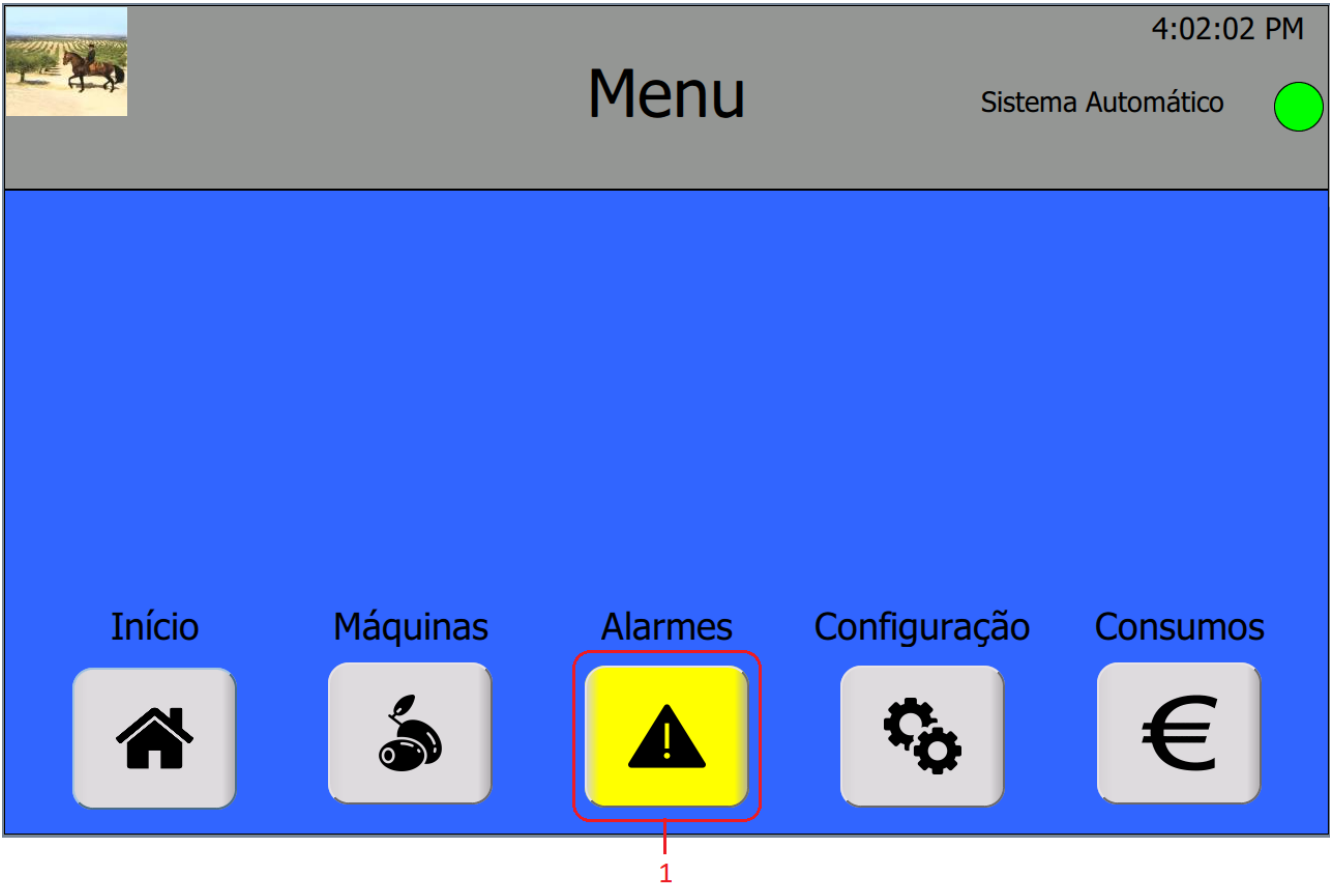 4:02:02 PM
Menu
Sistema Automático
Início
Máquinas
Alarmes
Configuração
Consumos
€
1